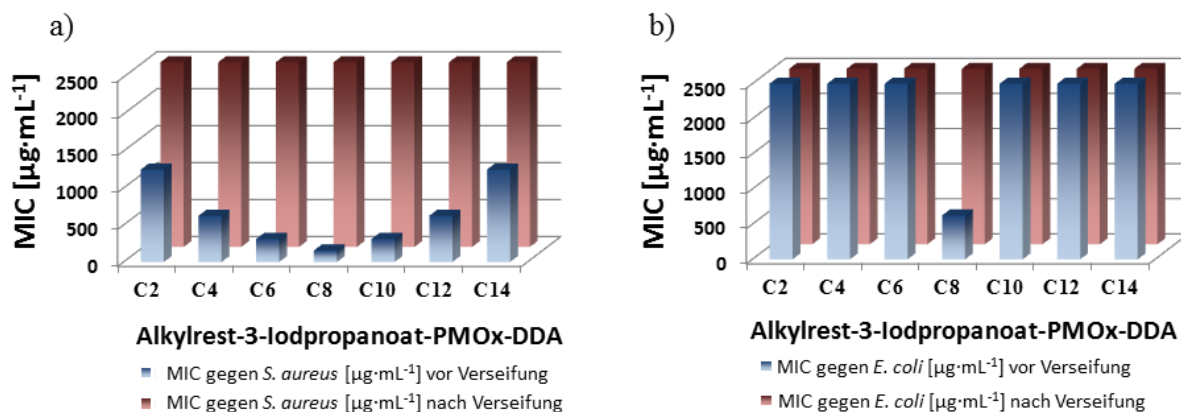 a)
MIC [µg·mL-1]
2500
2000
1500
1000
500
0
C2 C4 C6 C8 C10 C12 C14
Alkylrest-3-Iodpropanoat-PMOx-DDA
MIC gegen S. aureus [µg·mL-1] vor Verseifung
MIC gegen S. aureus [µg·mL-1] nach Verseifung
b)
MIC [µg·mL-1]
2500
2000
1500
1000
500
0
C2 C4 C6 C8 C10 C12 C14
Alkylrest-3-Iodpropanoat-PMOx-DDA
MIC gegen E. coli [µg·mL-1] vor Verseifung
MIC gegen E. coli [µg·mL-1] nach Verseifung